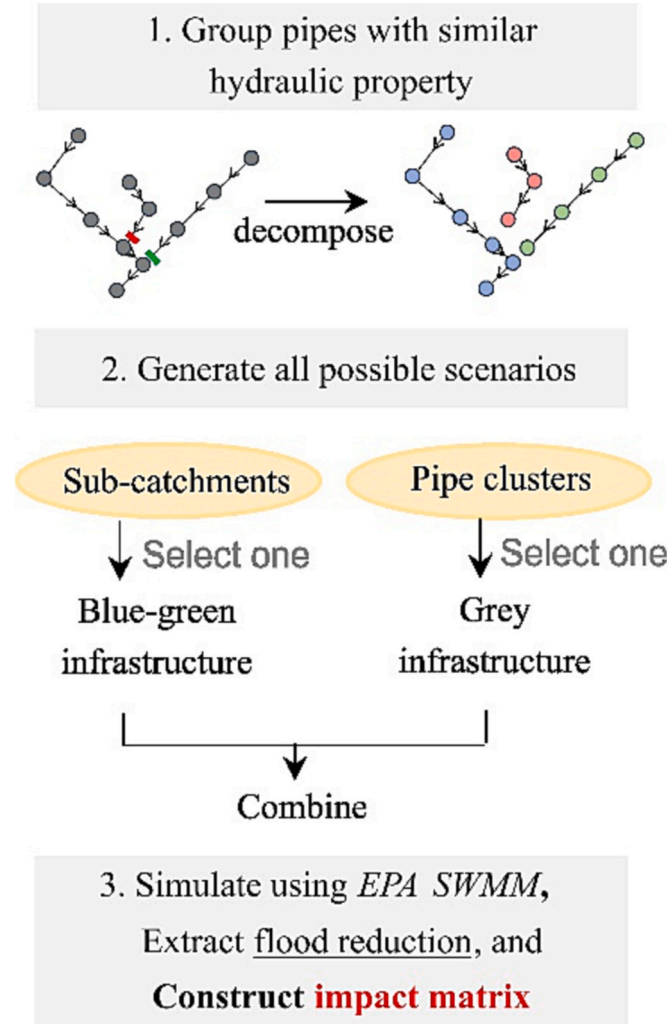 1. Group pipes with similar
hydraulic property
decompose
2. Generate all possible scenarios
Sub-catchments
Pipe clusters
Select one
Select one
Blue-green
infrastructure
Grey
infrastructure
Combine
3. Simulate using EPA SWMM,
Extract flood reduction, and
Construct impact matrix